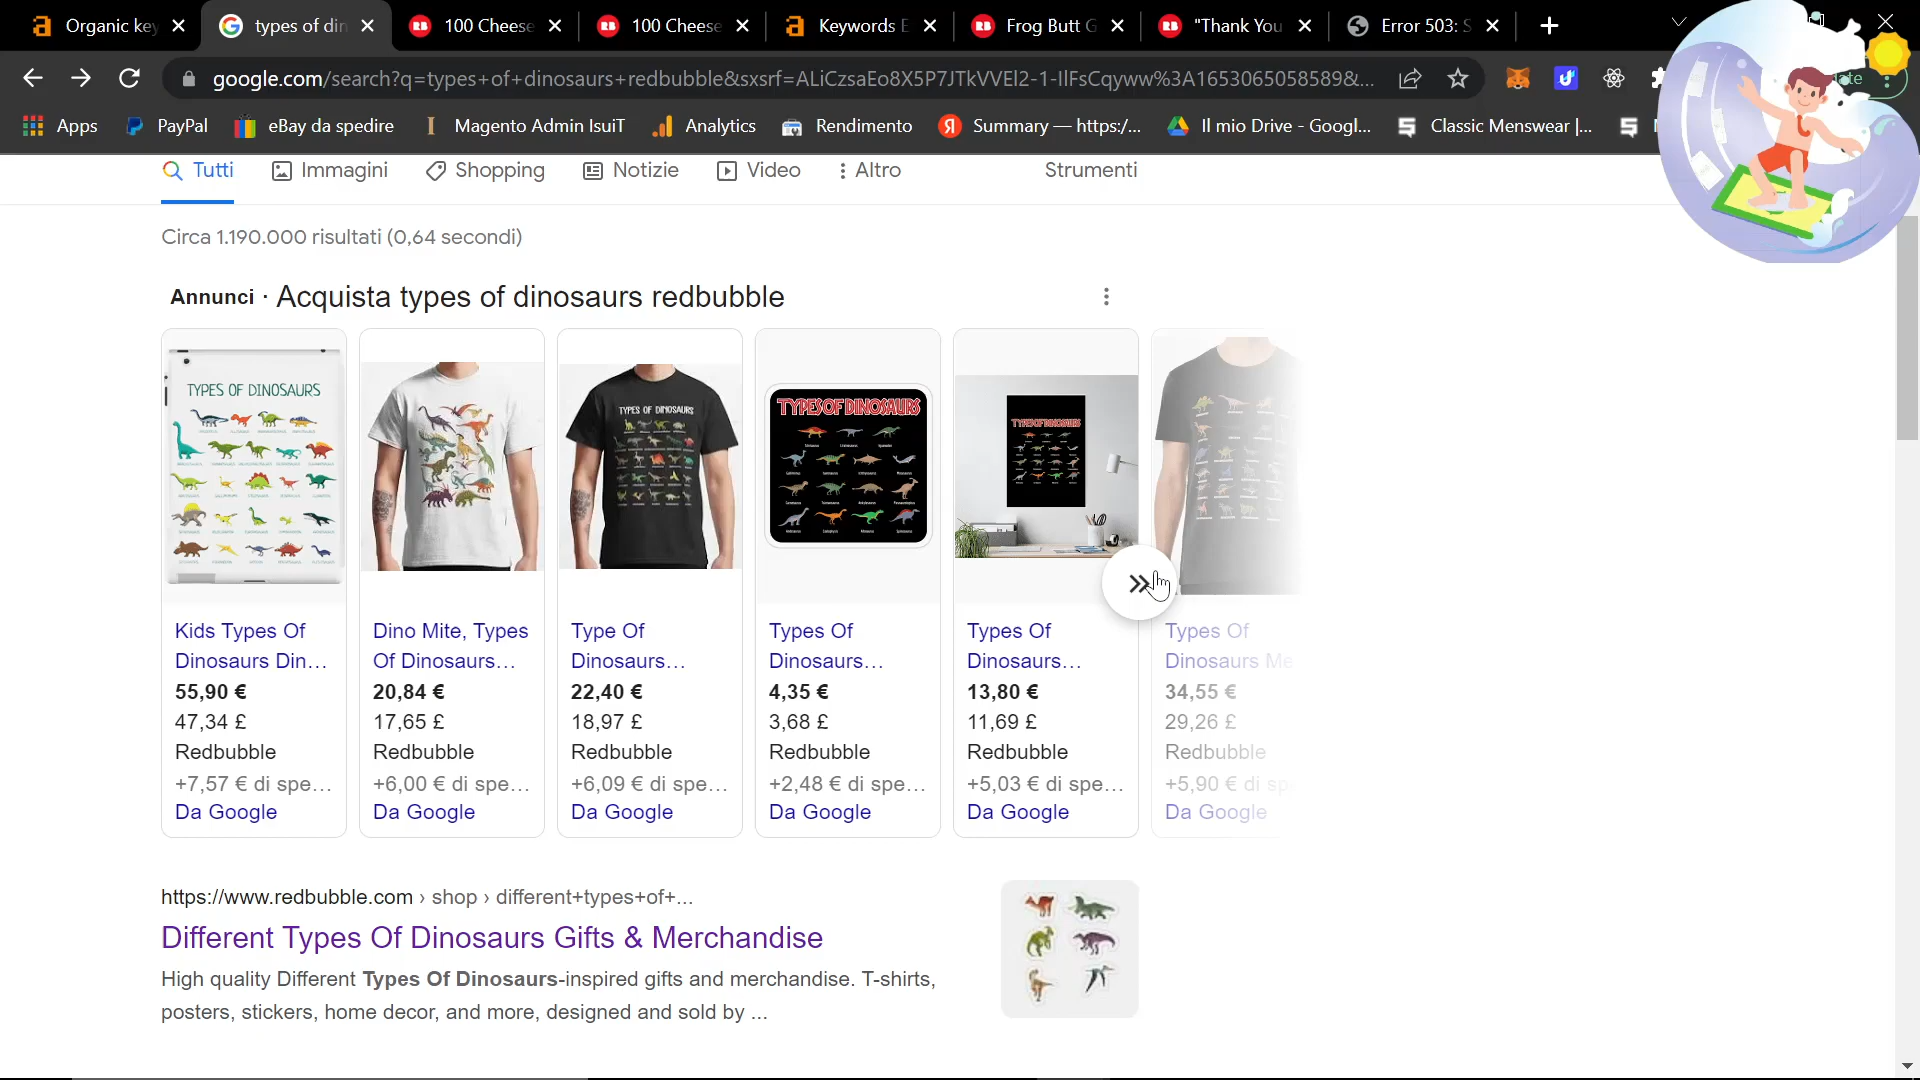 Organic key
types of din
100 Cheese
100 Cheese
Keywords E
Frog Butt G
"Thank You
Error 503: S
google.com/search?q=types+of+dinosaurs+redbubble&sxsrf=ALiCzsaEo8X5P7JTkVVEl2-1-IlFsCqyww%3A1653065058589&...
Apps
PayPal
eBay da spedire
Magento Admin IsuiT
Analytics
Rendimento
Summary — https:/...
Il mio Drive - Googl...
Classic Menswear |...
Tutti
Immagini
Shopping
Notizie
Video
Altro
Strumenti
Circa 1.190.000 risultati (0,64 secondi)
Annunci · Acquista types of dinosaurs redbubble
TYPES OF DINOSAURS
TYPES OF DINOSAURS
TYPES OF DINOSAURS
TYPES OF DINOSAURS
Kids Types Of
Dinosaurs Din...
55,90 €
47,34 £
Redbubble
+7,57 € di spe...
Da Google
Dino Mite, Types
Of Dinosaurs...
20,84 €
17,65 £
Redbubble
+6,00 € di spe...
Da Google
Type Of
Dinosaurs...
22,40 €
18,97 £
Redbubble
+6,09 € di spe...
Da Google
Types Of
Dinosaurs...
4,35 €
3,68 £
Redbubble
+2,48 € di spe...
Da Google
Types Of
Dinosaurs...
13,80 €
11,69 £
Redbubble
+5,03 € di spe...
Da Google
Types Of
Dinosaurs Me
34,55 €
29,26 £
Redbubble
+5,90 € di sp
Da Google
https://www.redbubble.com › shop › different+types+of+...
Different Types Of Dinosaurs Gifts & Merchandise
High quality Different Types Of Dinosaurs-inspired gifts and merchandise. T-shirts,
posters, stickers, home decor, and more, designed and sold by ...